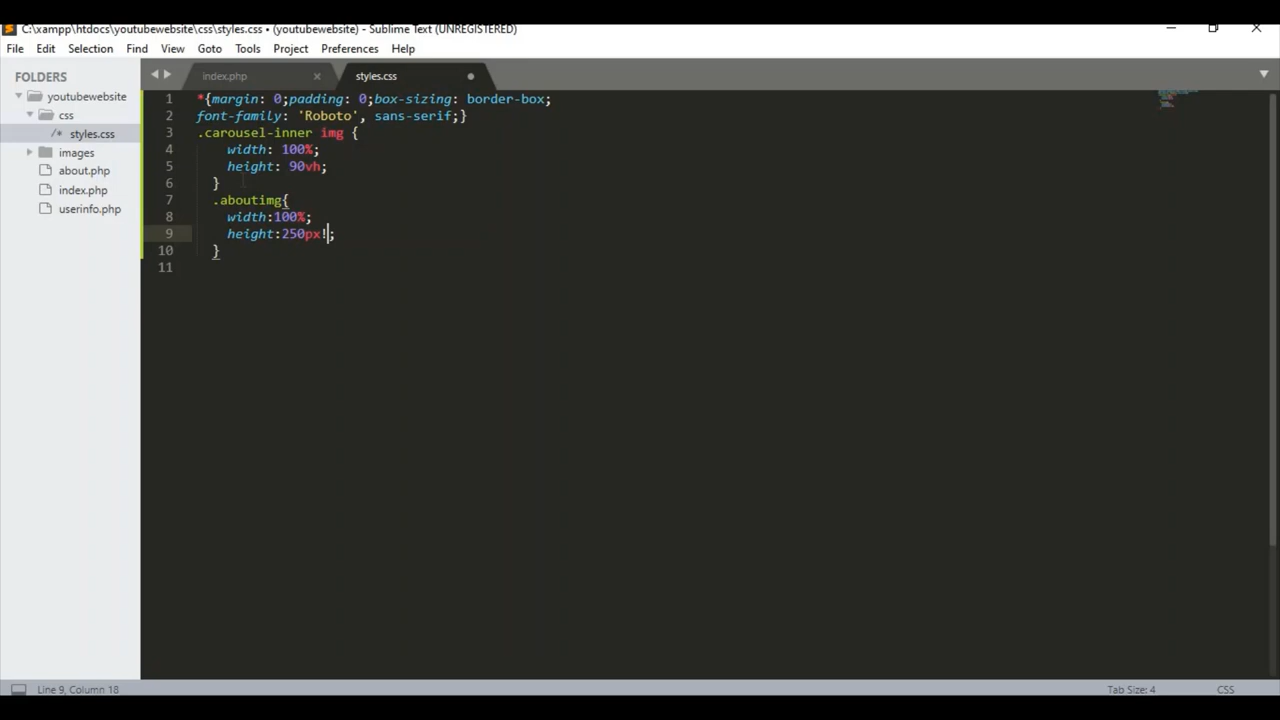 C:\xampp\htdocs\youtubewebsite\css\styles.css • (youtubewebsite) - Sublime Text (UNREGISTERED)
File Edit Selection Find View Goto Tools Project Preferences Help
FOLDERS
youtubewebsite
css
/* styles.css
images
about.php
index.php
userinfo.php
index.php × styles.css
1 *{margin: 0;padding: 0;box-sizing: border-box;
2 font-family: 'Roboto', sans-serif;}
3 .carousel-inner img {
4 width: 100%;
5 height: 90vh;
6 }
7 .aboutimg{
8 width:100%;
9 height:250px!;
10 }
11
Line 9, Column 18 Tab Size: 4 CSS